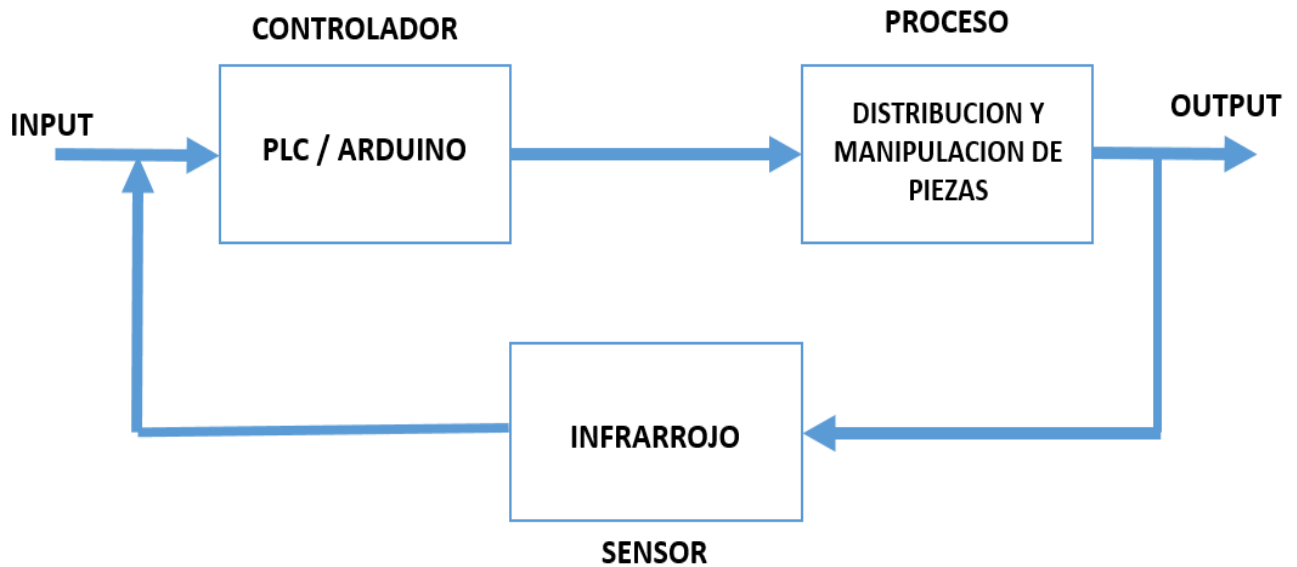 CONTROLADOR
PROCESO
INPUT
PLC / ARDUINO
DISTRIBUCION Y
MANIPULACION DE
PIEZAS
OUTPUT
INFRARROJO
SENSOR